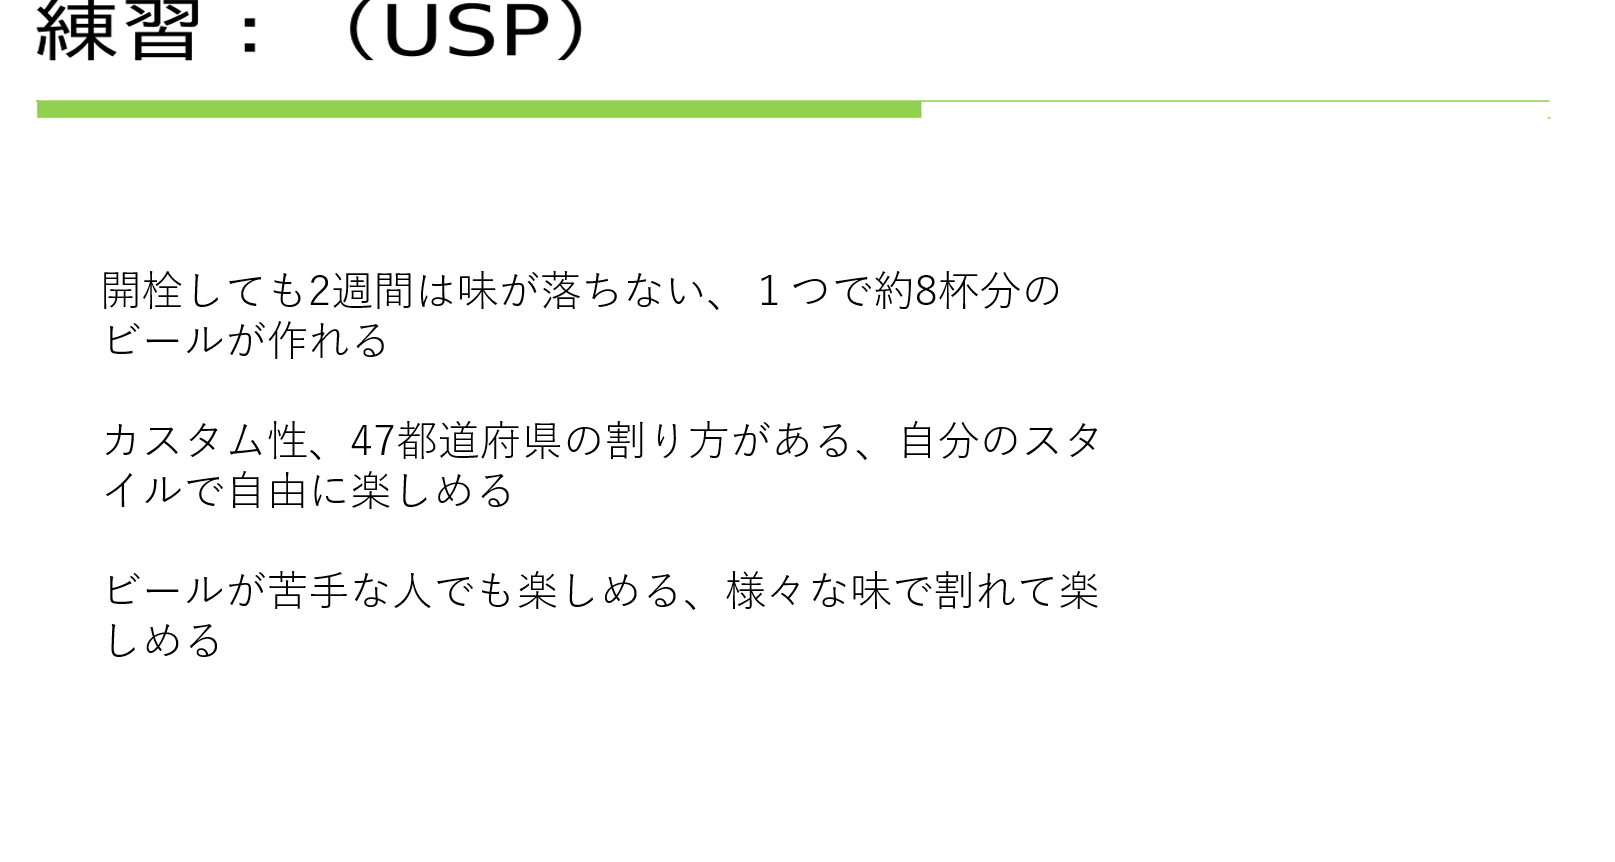 練習：（USP）
開栓しても2週間は味が落ちない、１つで約8杯分の
ビールが作れる
カスタム性、47都道府県の割り方がある、自分のスタ
イルで自由に楽しめる
ビールが苦手な人でも楽しめる、様々な味で割れて楽
しめる